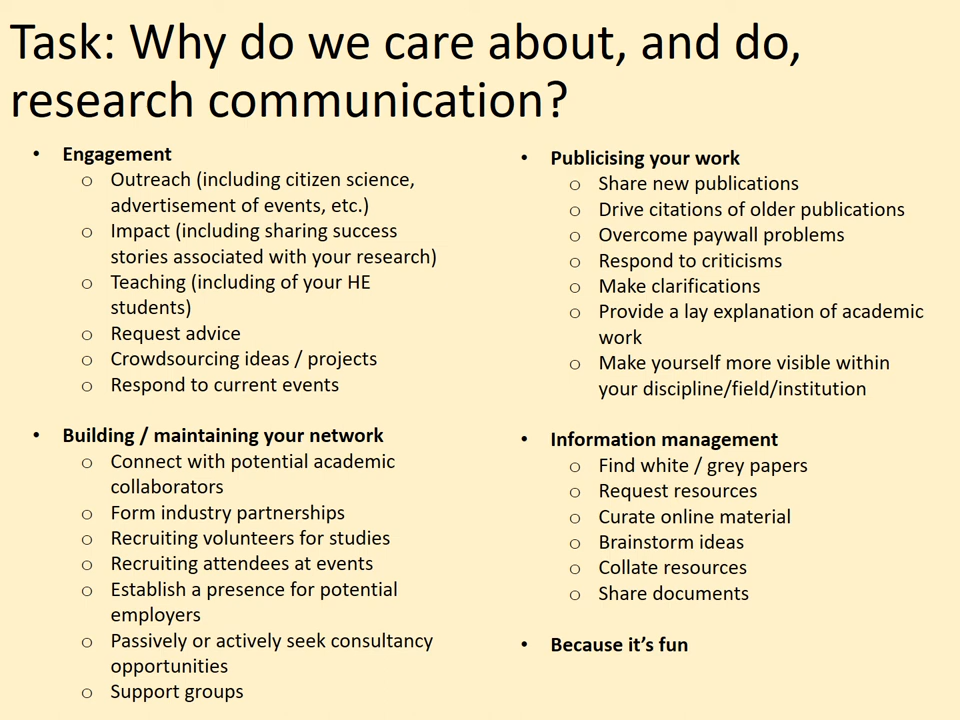 Task: Why do we care about, and do,
research communication?
• Engagement
o Outreach (including citizen science,
advertisement of events, etc.)
o Impact (including sharing success
stories associated with your research)
o Teaching (including of your HE
students)
o Request advice
o Crowdsourcing ideas / projects
o Respond to current events
• Building / maintaining your network
o Connect with potential academic
collaborators
o Form industry partnerships
o Recruiting volunteers for studies
o Recruiting attendees at events
o Establish a presence for potential
employers
o Passively or actively seek consultancy
opportunities
o Support groups
• Publicising your work
o Share new publications
o Drive citations of older publications
o Overcome paywall problems
o Respond to criticisms
o Make clarifications
o Provide a lay explanation of academic
work
o Make yourself more visible within
your discipline/field/institution
• Information management
o Find white / grey papers
o Request resources
o Curate online material
o Brainstorm ideas
o Collate resources
o Share documents
• Because it’s fun